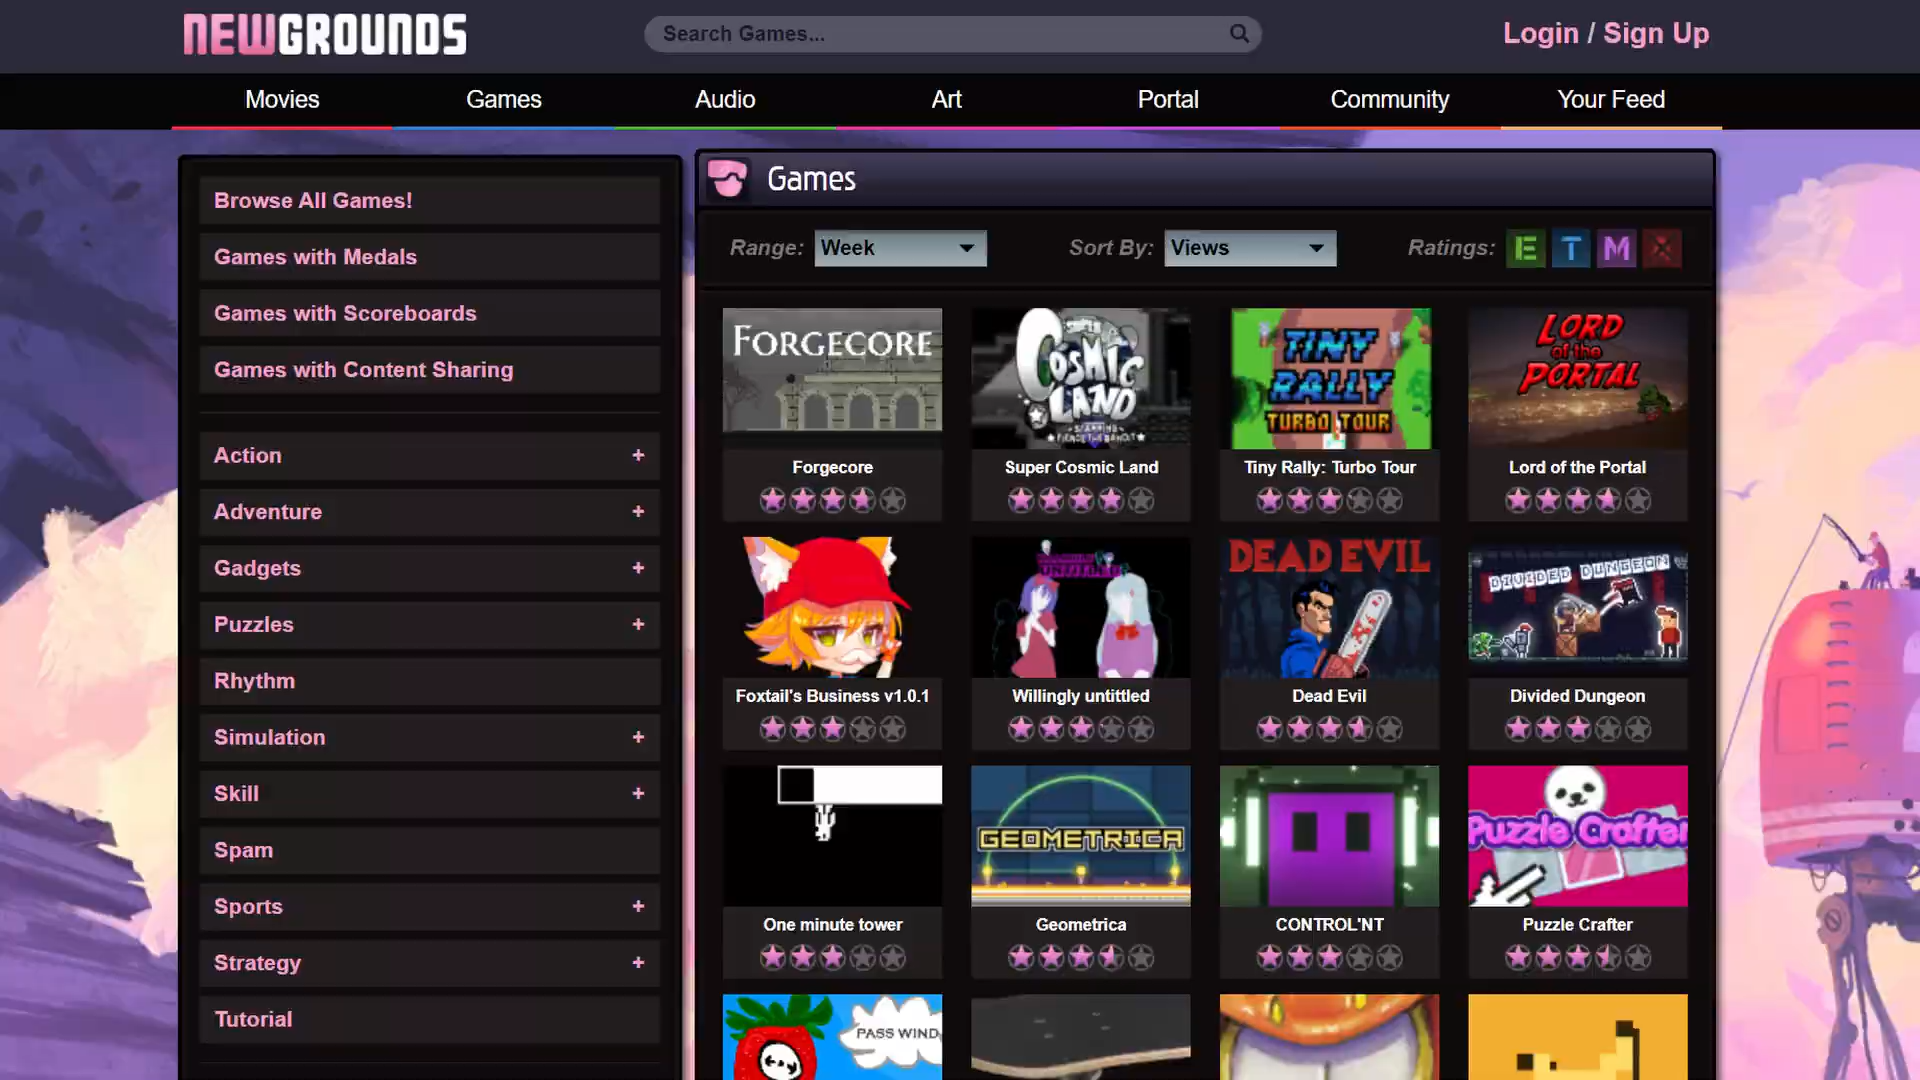 NEWGROUNDS
Search Games...
Login / Sign Up
Movies
Games
Audio
Art
Portal
Community
Your Feed
Browse All Games!
Games with Medals
Games with Scoreboards
Games with Content Sharing
Action +
Adventure +
Gadgets +
Puzzles +
Rhythm
Simulation +
Skill +
Spam
Sports +
Strategy +
Tutorial
Games
Range: Week
Sort By: Views
Ratings: E T M
FORGECORE
SUPER
COSMIC
LAND
TINY
RALLY
TURBO TOUR
LORD
of the
PORTAL
Forgecore
Super Cosmic Land
Tiny Rally: Turbo Tour
Lord of the Portal
UNTITLED
DEAD EVIL
DIVIDED DUNGEON
Foxtail's Business v1.0.1
Willingly untittled
Dead Evil
Divided Dungeon
GEOMETRICA
Puzzle Crafter
One minute tower
Geometrica
CONTROL'NT
Puzzle Crafter
PASS WIND